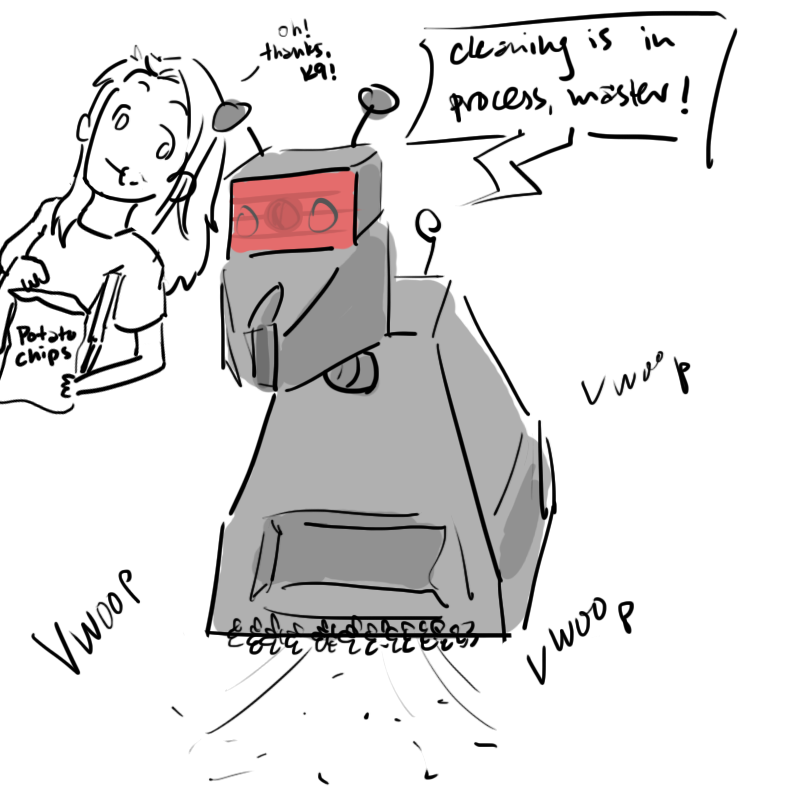 oh!
thanks,
K9!
cleaning is in
process, master!
Potato
chips
vwoop
vwoop
vwoop